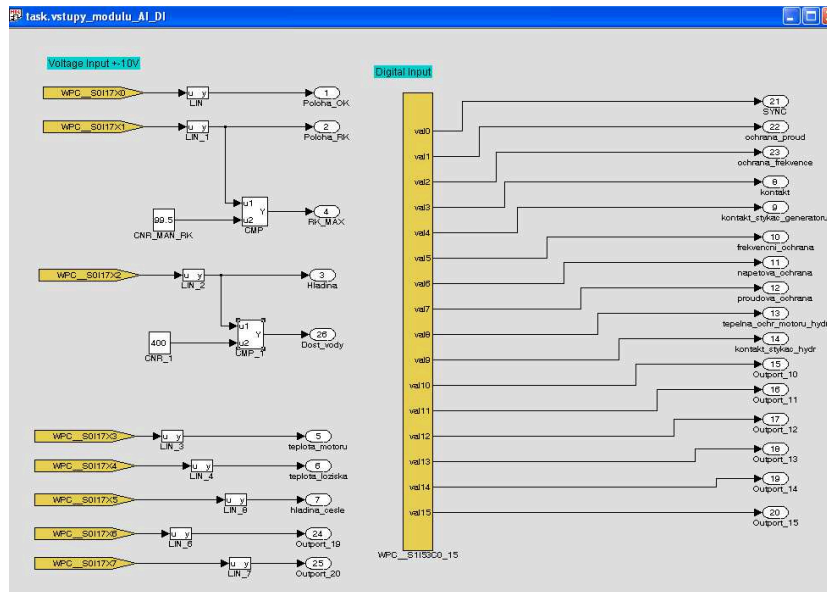 task.vstupy_modulu_AI_DI
Voltage input +-10V
WPC__S0I17X0
u y
LIN
1
Poloha_OK
WPC__S0I17X1
u y
LIN_1
2
Poloha_RK
99.5
CNR_MAN_RK
u1
u2
Y
CMP
4
RK_MAX
WPC__S0I17X2
u y
LIN_2
3
Hladina
400
CNR_1
u1
u2
Y
CMP_1
26
Dost_vody
WPC__S0I17X3
u y
LIN_3
5
teplota_motoru
WPC__S0I17X4
u y
LIN_4
6
teplota_loziska
WPC__S0I17X5
u y
LIN_8
7
hladina_cesle
WPC__S0I17X6
u y
LIN_6
24
Outport_19
WPC__S0I17X7
u y
LIN_7
25
Outport_20
Digital input
val0
val1
val2
val3
val4
val5
val6
val7
val8
val9
val10
val11
val12
val13
val14
val15
WPC__S1I53C0_15
21
SYNC
22
ochrana_proud
23
ochrana_frekvence
8
kontakt
9
kontakt_stykac_generatoru
10
frekvencni_ochrana
11
napetova_ochrana
12
proudova_ochrana
13
tepelna_ochr_motoru_hydr
14
kontakt_stykac_hydr
15
Outport_10
16
Outport_11
17
Outport_12
18
Outport_13
19
Outport_14
20
Outport_15